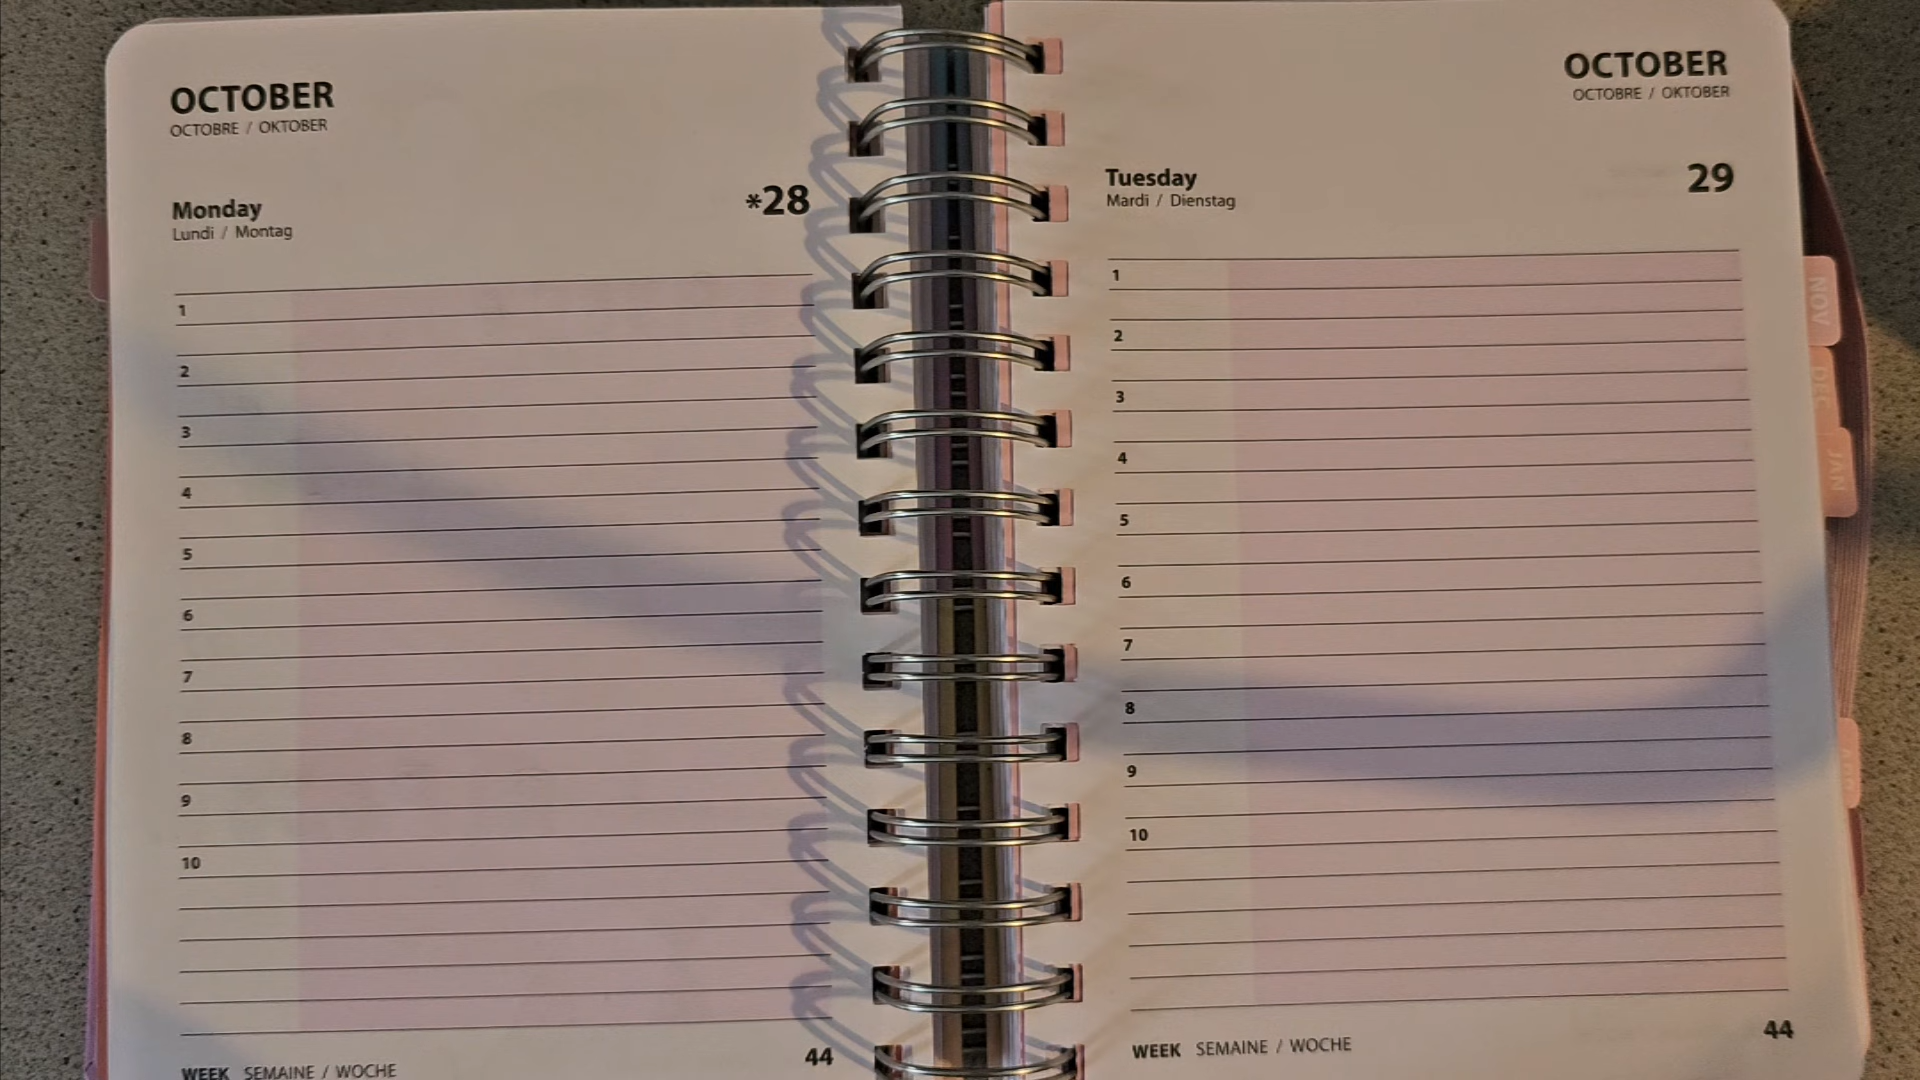 OCTOBER
OCTOBRE / OKTOBER
Monday
*28
Lundi / Montag
1
2
3
4
5
6
7
8
9
10
WEEK SEMAINE / WOCHE 44
OCTOBER
OCTOBRE / OKTOBER
Tuesday
29
Mardi / Dienstag
1
2
3
4
5
6
7
8
9
10
WEEK SEMAINE / WOCHE 44
NOV
DEC
JAN